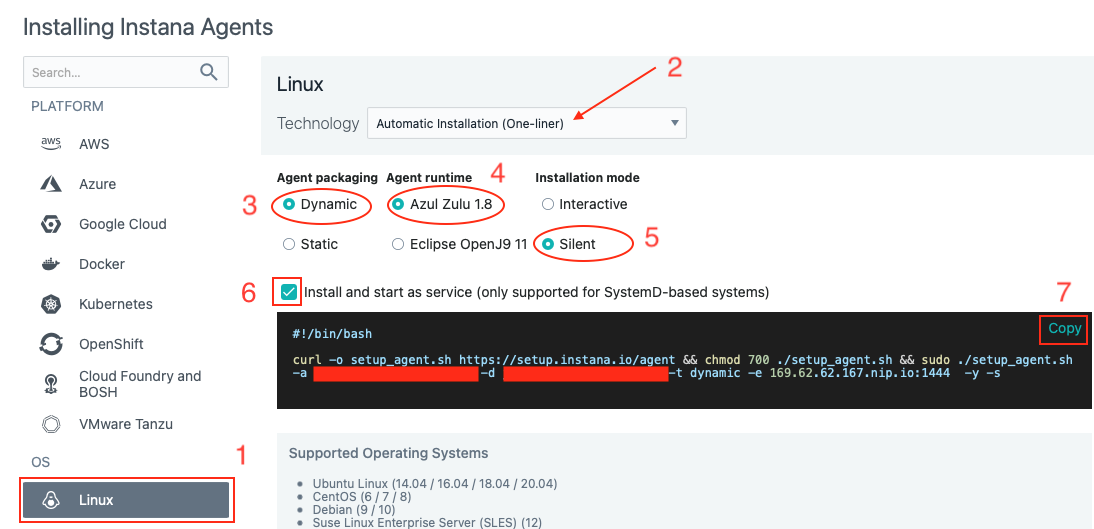 Installing Instana Agents
Search...
PLATFORM
aws AWS
Azure
Google Cloud
Docker
Kubernetes
OpenShift
Cloud Foundry and
BOSH
VMware Tanzu
OS
1
Linux
Linux
2
Technology Automatic Installation (One-liner)
Agent packaging Agent runtime Installation mode
4
3 Dynamic Azul Zulu 1.8 Interactive
Static Eclipse OpenJ9 11 Silent 5
6 Install and start as service (only supported for SystemD-based systems) 7
Copy
#!/bin/bash
curl -o setup_agent.sh https://setup.instana.io/agent && chmod 700 ./setup_agent.sh && sudo ./setup_agent.sh
-a -d -t dynamic -e 169.62.62.167.nip.io:1444 -y -s
Supported Operating Systems
Ubuntu Linux (14.04 / 16.04 / 18.04 / 20.04)
CentOS (6 / 7 / 8)
Debian (9 / 10)
Suse Linux Enterprise Server (SLES) (12)